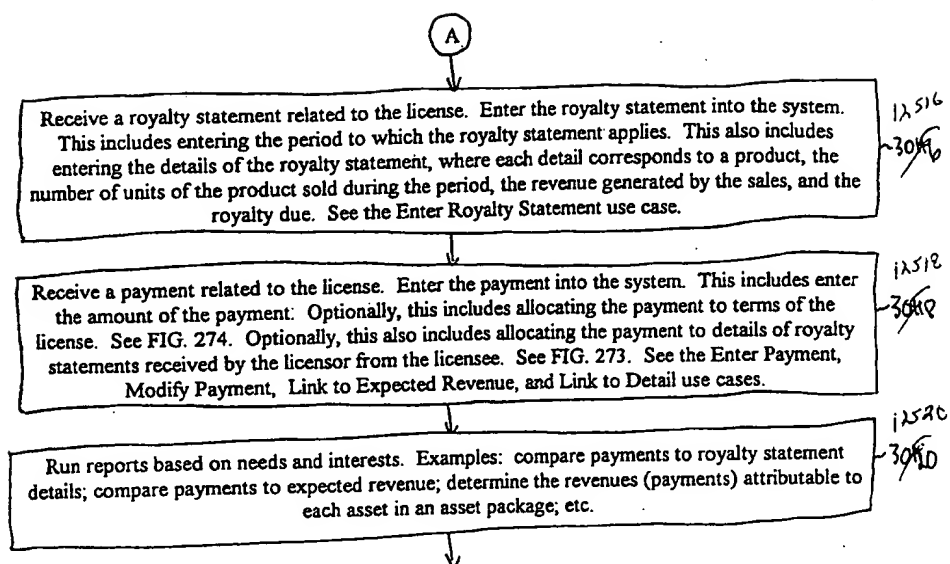 A
Receive a royalty statement related to the license. Enter the royalty statement into the system.
This includes entering the period to which the royalty statement applies. This also includes
entering the details of the royalty statement, where each detail corresponds to a product, the
number of units of the product sold during the period, the revenue generated by the sales, and the
royalty due. See the Enter Royalty Statement use case.
12516
Receive a payment related to the license. Enter the payment into the system. This includes enter
the amount of the payment. Optionally, this includes allocating the payment to terms of the
license. See FIG. 274. Optionally, this also includes allocating the payment to details of royalty
statements received by the licensor from the licensee. See FIG. 273. See the Enter Payment,
Modify Payment, Link to Expected Revenue, and Link to Detail use cases.
12518
Run reports based on needs and interests. Examples: compare payments to royalty statement
details; compare payments to expected revenue; determine the revenues (payments) attributable to
each asset in an asset package; etc.
12520